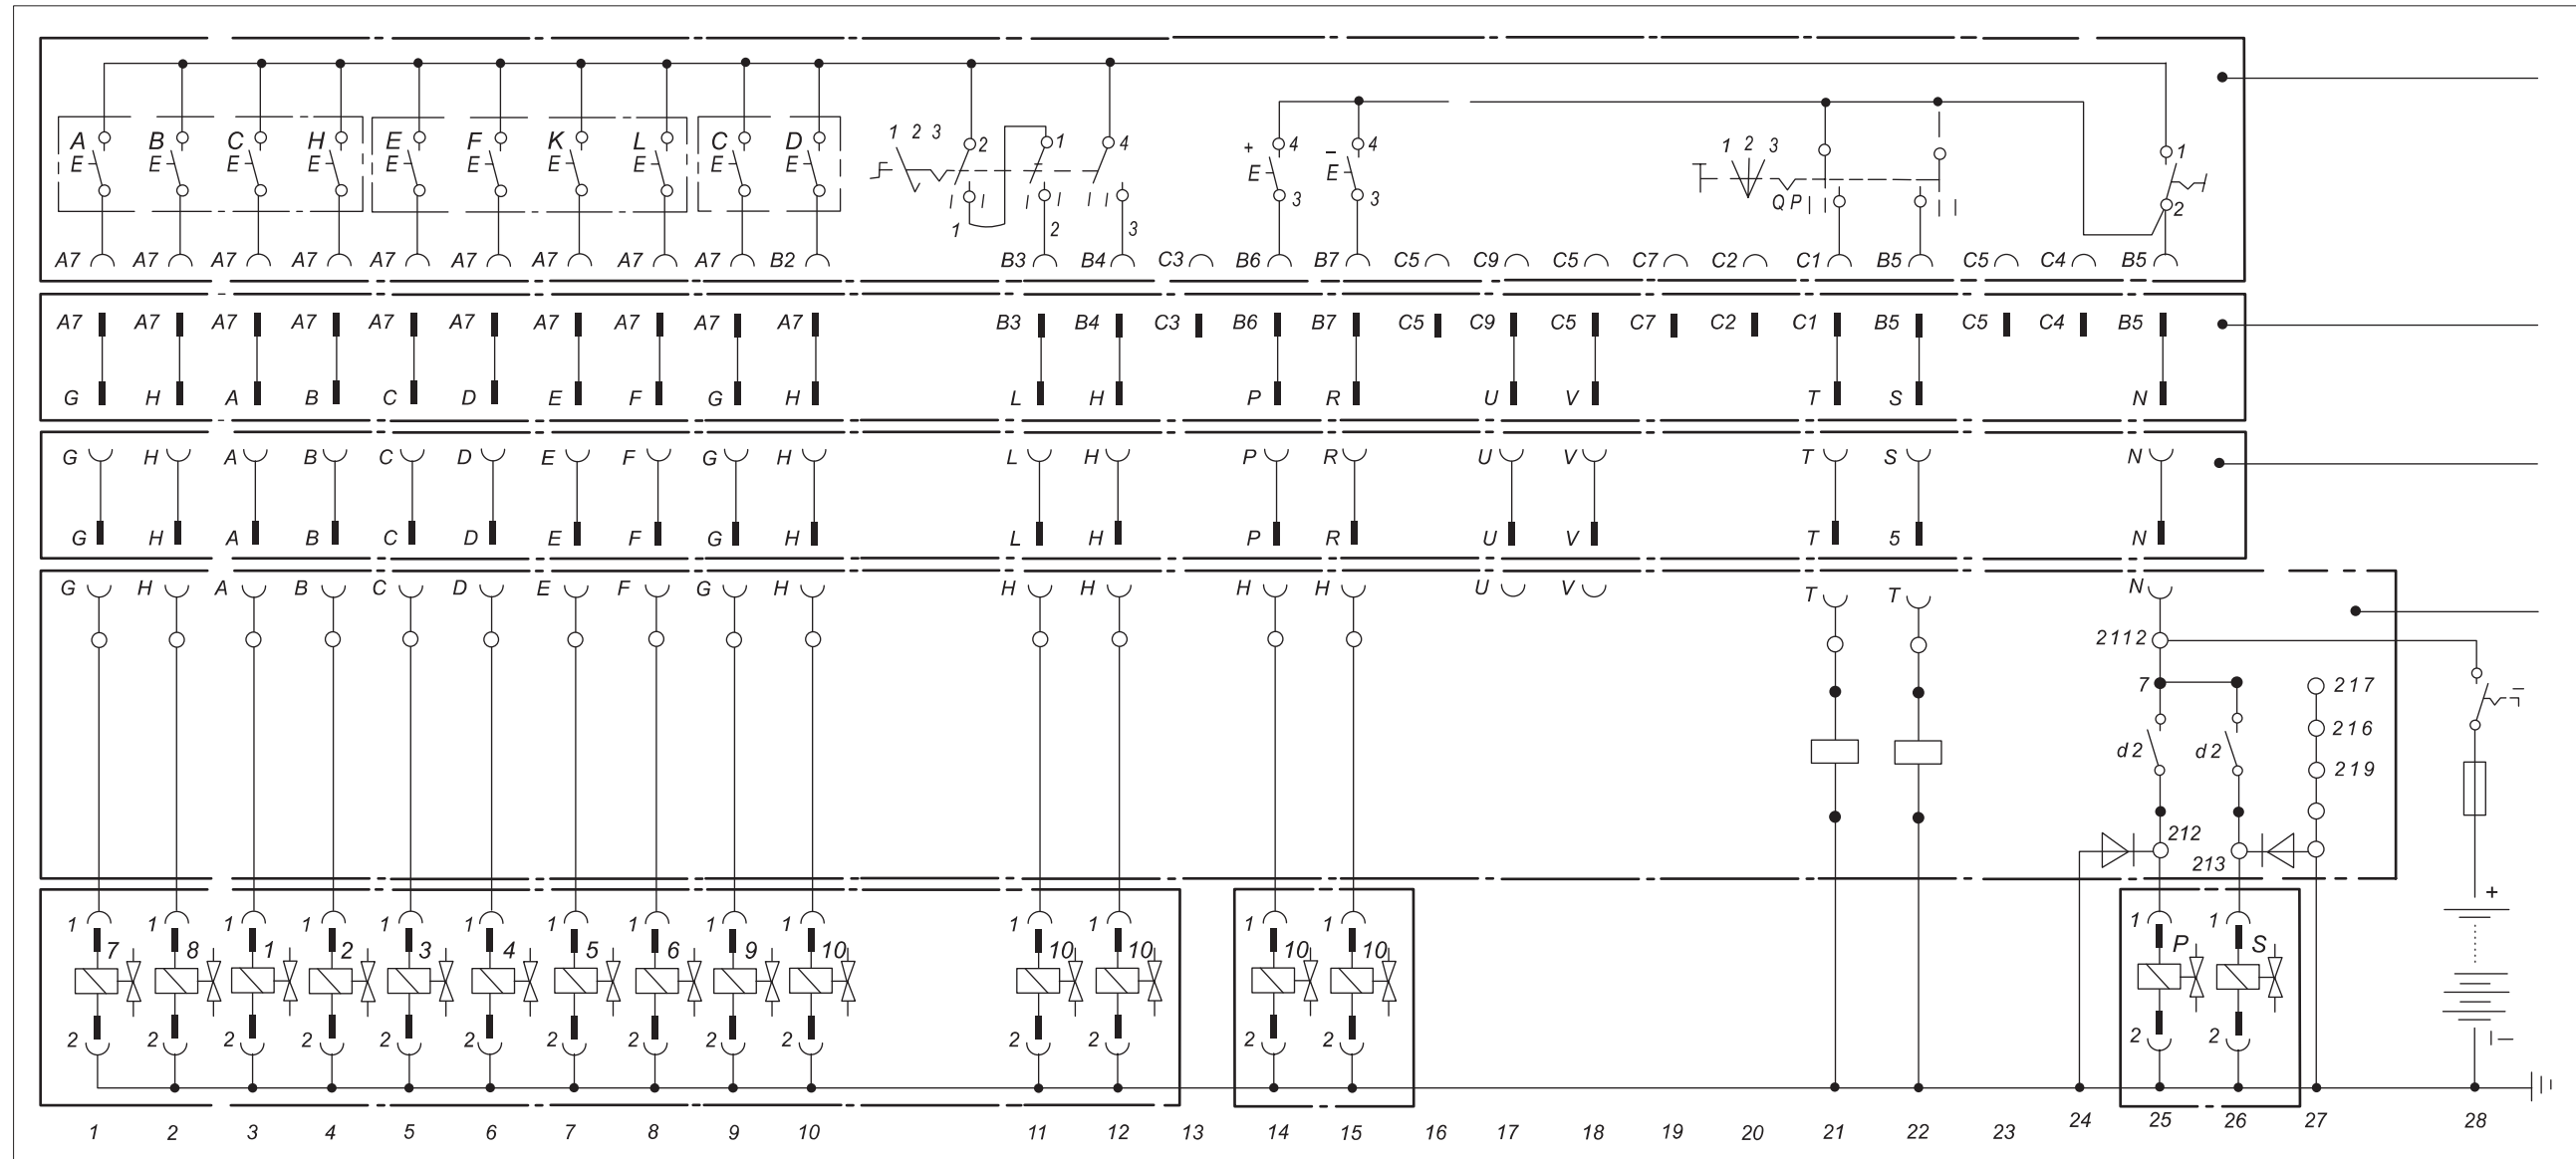 A B C H E F K L C D
E E E E E E E E E E
1 2 3 2 1 4 + 4 – 4 1 2 3 1
E E
1 2 3 3 3 Q P 2
A7 A7 A7 A7 A7 A7 A7 A7 A7 B2 B3 B4 C3 B6 B7 C5 C9 C5 C7 C2 C1 B5 C5 C4 B5
A7 A7 A7 A7 A7 A7 A7 A7 A7 A7 B3 B4 C3 B6 B7 C5 C9 C5 C7 C2 C1 B5 C5 C4 B5
G H A B C D E F G H L H P R U V T S N
G H A B C D E F G H L H P R U V T S N
G H A B C D E F G H L H P R U V T 5 N
G H A B C D E F G H H H H H U V T T N
2112
7 217
216
d2 d2 219
212
213
+
1 1 1 1 1 1 1 1 1 1 1 1 1 1 1 1
7 8 1 2 3 4 5 6 9 10 10 10 10 10 P S
2 2 2 2 2 2 2 2 2 2 2 2 2 2 2 2
1 2 3 4 5 6 7 8 9 10 11 12 13 14 15 16 17 18 19 20 21 22 23 24 25 26 27 28